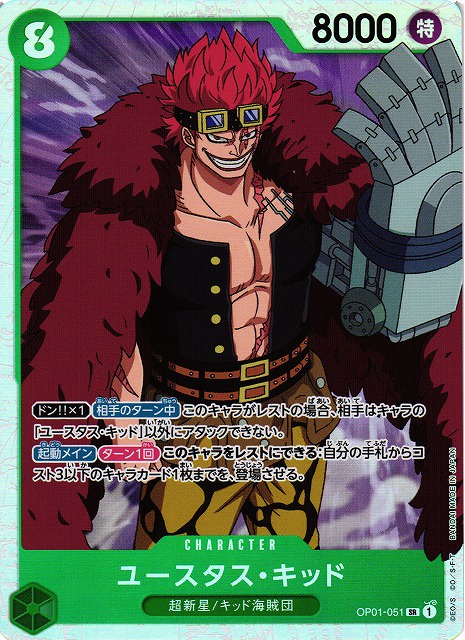 8
8000
特
ドン!!×1 相手のターン中 このキャラがレストの場合、相手はキャラの
「ユースタス・キッド」以外にアタックできない。
起動メイン ターン1回 このキャラをレストにできる:自分の手札からコ
スト3以下のキャラカード1枚までを、登場させる。
CHARACTER
ユースタス・キッド
超新星/キッド海賊団
OP01-051 SR 1
©E.O/S ©O/S・F・T BANDAI MADE IN JAPAN